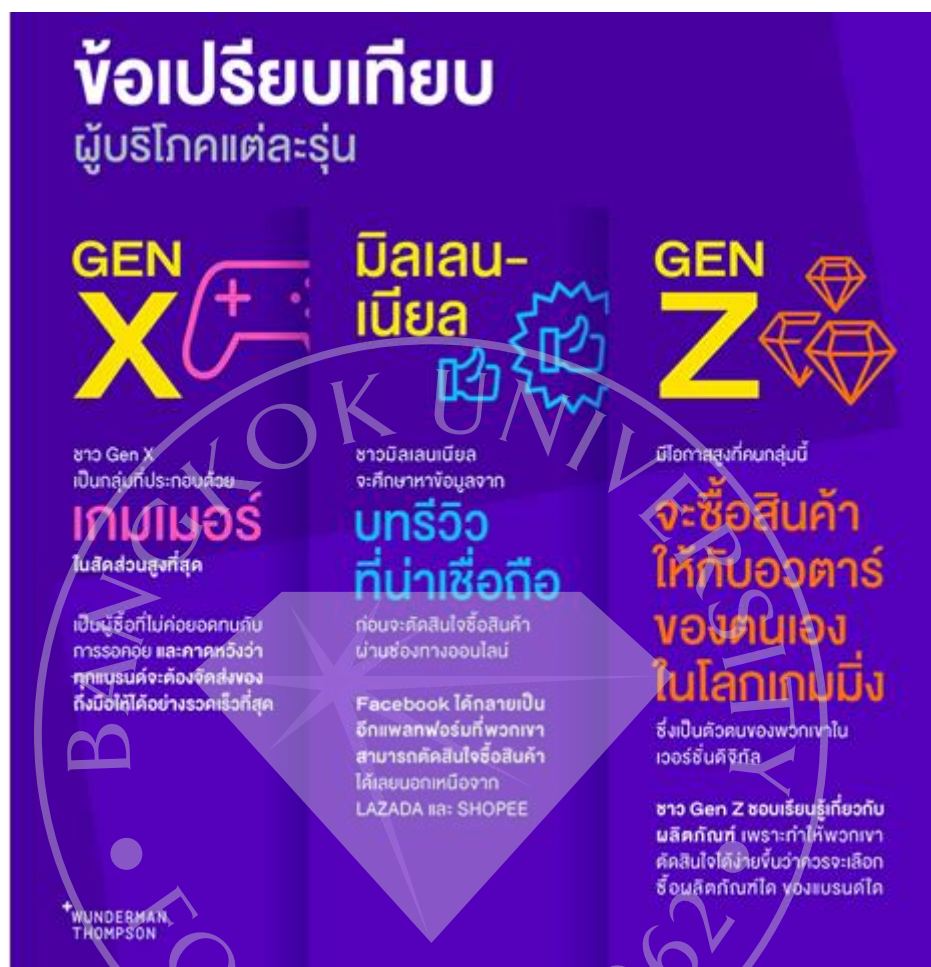 ข้อเปรียบเทียบ
ผู้บริโภคแต่ละรุ่น
GEN
X
ชาว Gen X
เป็นกลุ่มที่ประกอบด้วย
เกมเมอร์
ในสัดส่วนสูงที่สุด
เป็นผู้ซื้อที่ไม่ค่อยอดทนกับ
การรอคอย และคาดหวังว่า
ทุกแบรนด์จะต้องจัดส่งของ
ถึงมือให้ได้อย่างรวดเร็วที่สุด
มิลเลน-
เนียล
ชาวมิลเลนเนียล
จะศึกษาหาข้อมูลจาก
บทรีวิว
ที่น่าเชื่อถือ
ก่อนจะตัดสินใจซื้อสินค้า
ผ่านช่องทางออนไลน์
Facebook ได้กลายเป็น
อีกแพลทฟอร์มที่พวกเขา
สามารถตัดสินใจซื้อสินค้า
ได้เลยนอกเหนือจาก
LAZADA และ SHOPEE
GEN
Z
มีโอกาสสูงที่คนกลุ่มนี้
จะซื้อสินค้า
ให้กับอวตาร์
ของตนเอง
ในโลกเกมมิ่ง
ซึ่งเป็นตัวตนของพวกเขาใน
เวอร์ชั่นดิจิทัล
ชาว Gen Z ชอบเรียนรู้เกี่ยวกับ
ผลิตภัณฑ์ เพราะทำให้พวกเขา
ตัดสินใจได้ง่ายขึ้นว่าควรจะเลือก
ซื้อผลิตภัณฑ์ใด ของแบรนด์ใด
WUNDERMAN
THOMPSON
BANGKOK UNIVERSITY